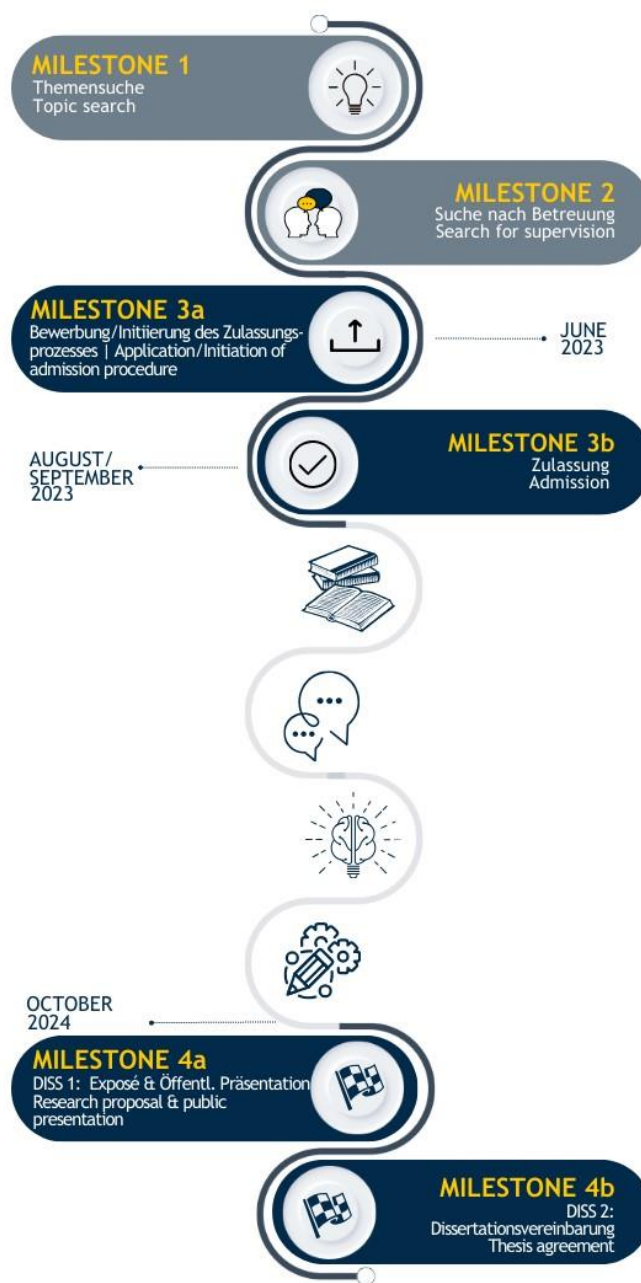 MILESTONE 1
Themensuche
Topic search
MILESTONE 2
Suche nach Betreuung
Search for supervision
MILESTONE 3a
Bewerbung/Initiierung des Zulassungs-
prozesses | Application/Initiation of
admission procedure
JUNE
2023
MILESTONE 3b
Zulassung
Admission
AUGUST/
SEPTEMBER
2023
OCTOBER
2024
MILESTONE 4a
DISS 1: Exposé & Öffentl. Präsentation
Research proposal & public
presentation
MILESTONE 4b
DISS 2:
Dissertationsvereinbarung
Thesis agreement